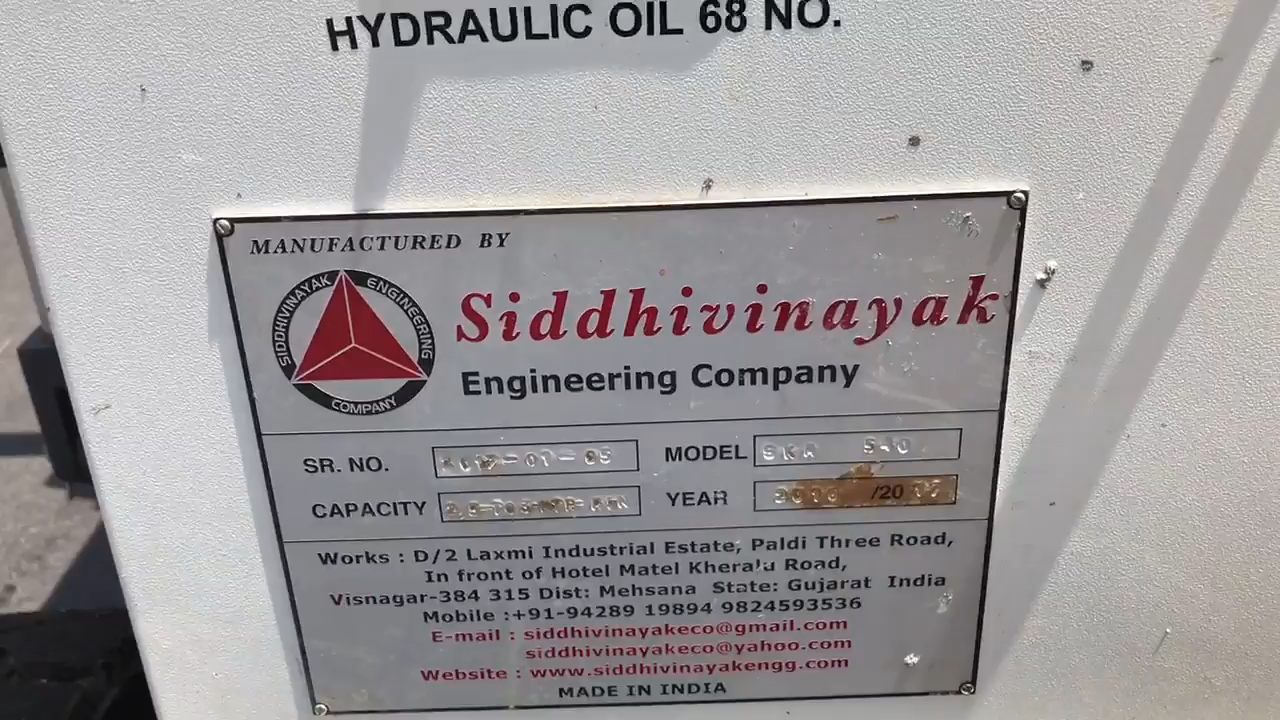 HYDRAULIC OIL 68 NO.
MANUFACTURED BY
SIDDHIVINAYAK ENGINEERING COMPANY
Siddhivinayak
Engineering Company
SR. NO.
MODEL
CAPACITY
YEAR /20
Works : D/2 Laxmi Industrial Estate, Paldi Three Road,
In front of Hotel Matel Kheralu Road,
Visnagar-384 315 Dist: Mehsana State: Gujarat India
Mobile :+91-94289 19894 9824593536
E-mail : siddhivinayakeco@gmail.com
siddhivinayakeco@yahoo.com
Website : www.siddhivinayakengg.com
MADE IN INDIA